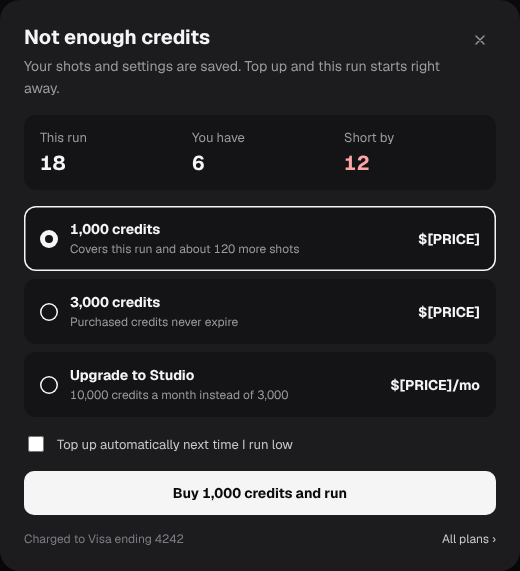 Not enough credits
Your shots and settings are saved. Top up and this run starts right
away.
This run
You have
Short by
18
6
12
1,000 credits
Covers this run and about 120 more shots
$[PRICE]
3,000 credits
Purchased credits never expire
$[PRICE]
Upgrade to Studio
10,000 credits a month instead of 3,000
$[PRICE]/mo
Top up automatically next time I run low
Buy 1,000 credits and run
Charged to Visa ending 4242
All plans ›